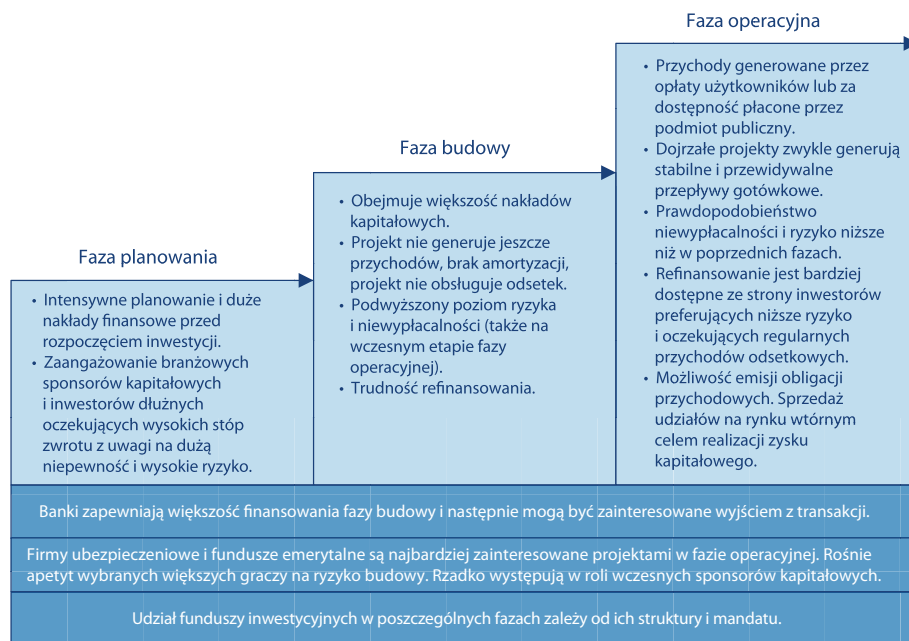 Faza planowania
• Intensywne planowanie i duże
nakłady finansowe przed
rozpoczęciem inwestycji.
• Zaangażowanie branżowych
sponsorów kapitałowych
i inwestorów dłużnych
oczekujących wysokich stóp
zwrotu z uwagi na dużą
niepewność i wysokie ryzyko.
Faza budowy
• Obejmuje większość nakładów
kapitałowych.
• Projekt nie generuje jeszcze
przychodów, brak amortyzacji,
projekt nie obsługuje odsetek.
• Podwyższony poziom ryzyka
i niewypłacalności (także na
wczesnym etapie fazy
operacyjnej).
• Trudność refinansowania.
Faza operacyjna
• Przychody generowane przez
opłaty użytkowników lub za
dostępność płacone przez
podmiot publiczny.
• Dojrzałe projekty zwykle generują
stabilne i przewidywalne
przepływy gotówkowe.
• Prawdopodobieństwo
niewypłacalności i ryzyko niższe
niż w poprzednich fazach.
• Refinansowanie jest bardziej
dostępne ze strony inwestorów
preferujących niższe ryzyko
i oczekujących regularnych
przychodów odsetkowych.
• Możliwość emisji obligacji
przychodowych. Sprzedaż
udziałów na rynku wtórnym
celem realizacji zysku
kapitałowego.
Banki zapewniają większość finansowania fazy budowy i następnie mogą być zainteresowane wyjściem z transakcji.
Firmy ubezpieczeniowe i fundusze emerytalne są najbardziej zainteresowane projektami w fazie operacyjnej. Rośnie
apetyt wybranych większych graczy na ryzyko budowy. Rzadko występują w roli wczesnych sponsorów kapitałowych.
Udział funduszy inwestycyjnych w poszczególnych fazach zależy od ich struktury i mandatu.